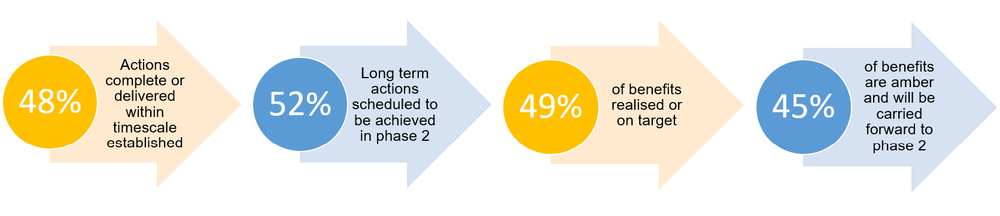 48%
Actions
complete or
delivered
within
timescale
established
52%
Long term
actions
scheduled to
be achieved
in phase 2
49%
of benefits
realised or
on target
45%
of benefits
are amber
and will be
carried
forward to
phase 2